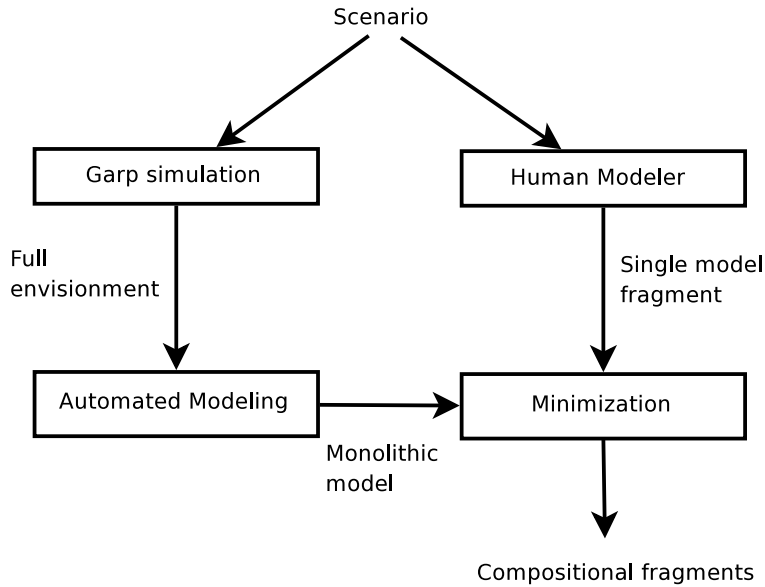 Scenario
Garp simulation
Human Modeler
Full
envisionment
Single model
fragment
Automated Modeling
Minimization
Monolithic
model
Compositional fragments